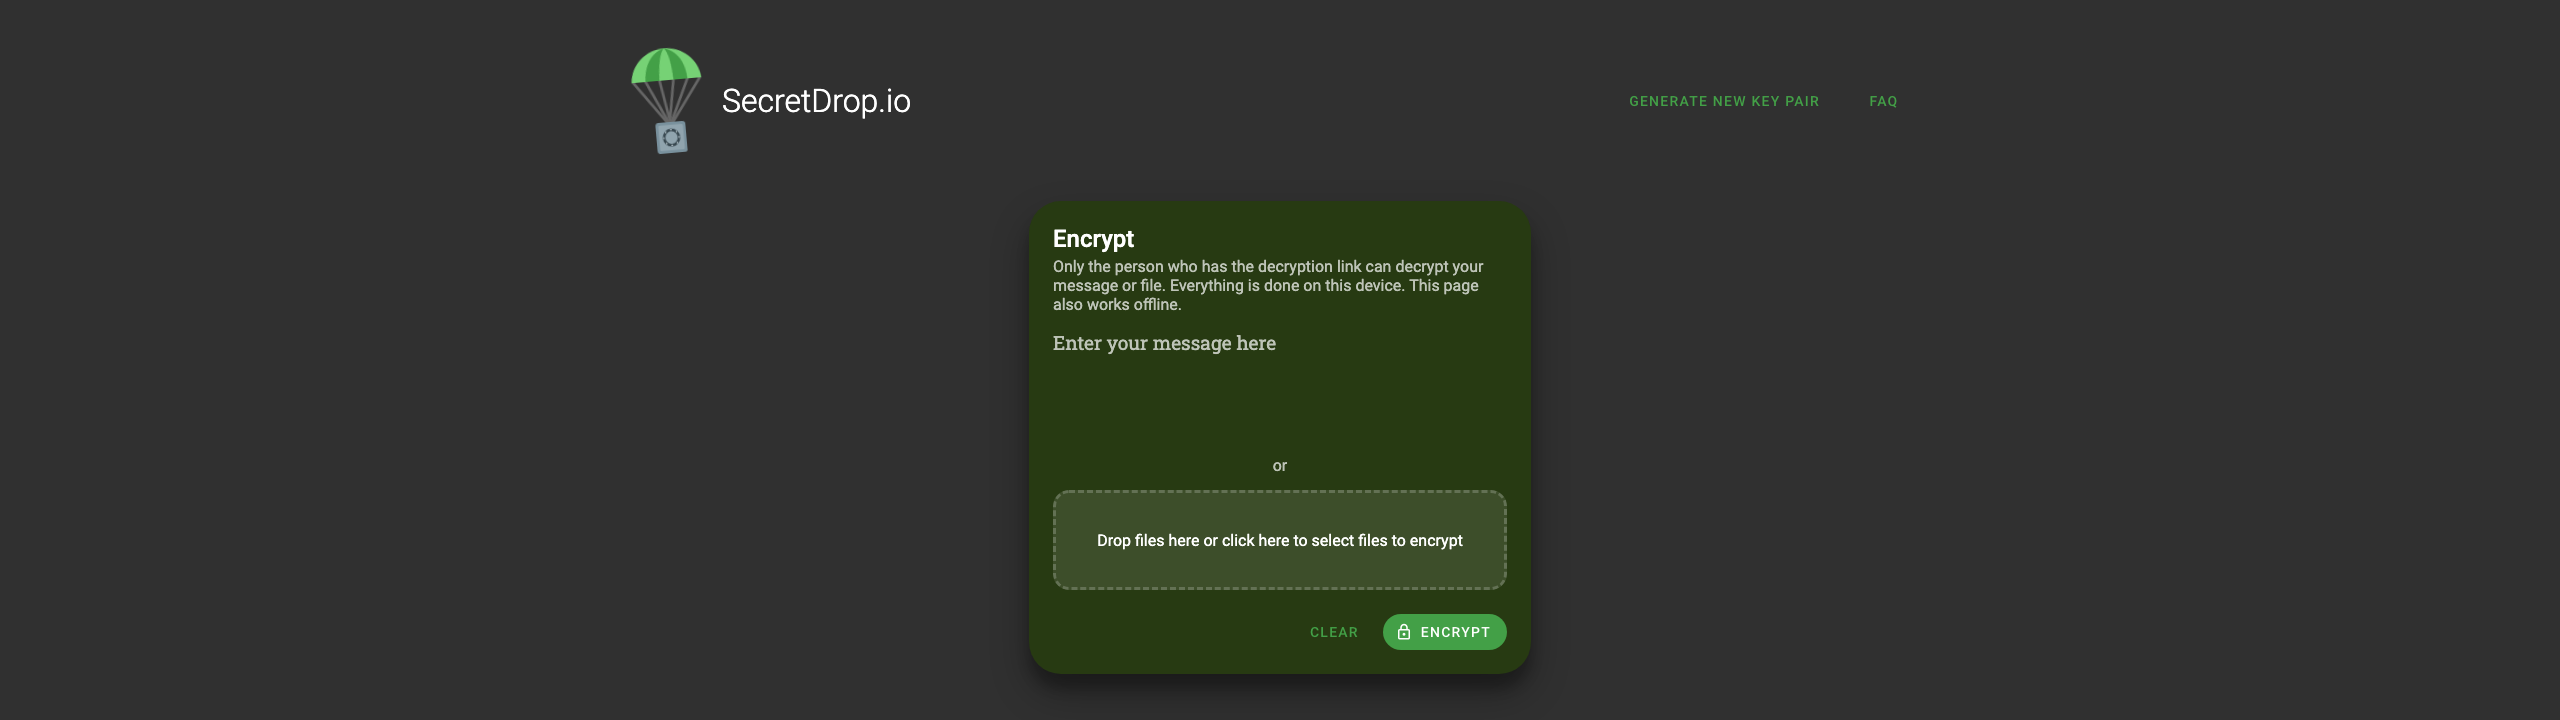 SecretDrop.io
GENERATE NEW KEY PAIR
FAQ
Encrypt
Only the person who has the decryption link can decrypt your
message or file. Everything is done on this device. This page
also works offline.
Enter your message here
or
Drop files here or click here to select files to encrypt
CLEAR
ENCRYPT